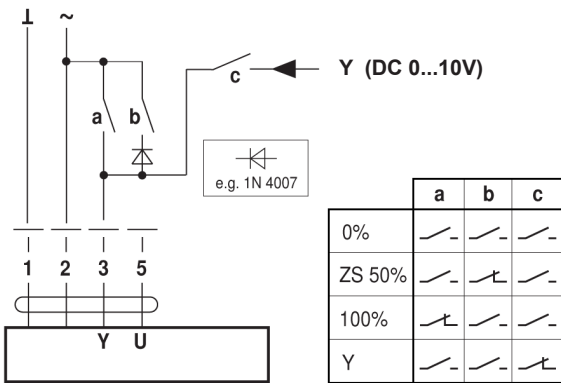 ⊥ ~
Y (DC 0...10V)
c
a b
e.g. 1N 4007
1 2 3 5
Y U
a b c
0%
ZS 50%
100%
Y